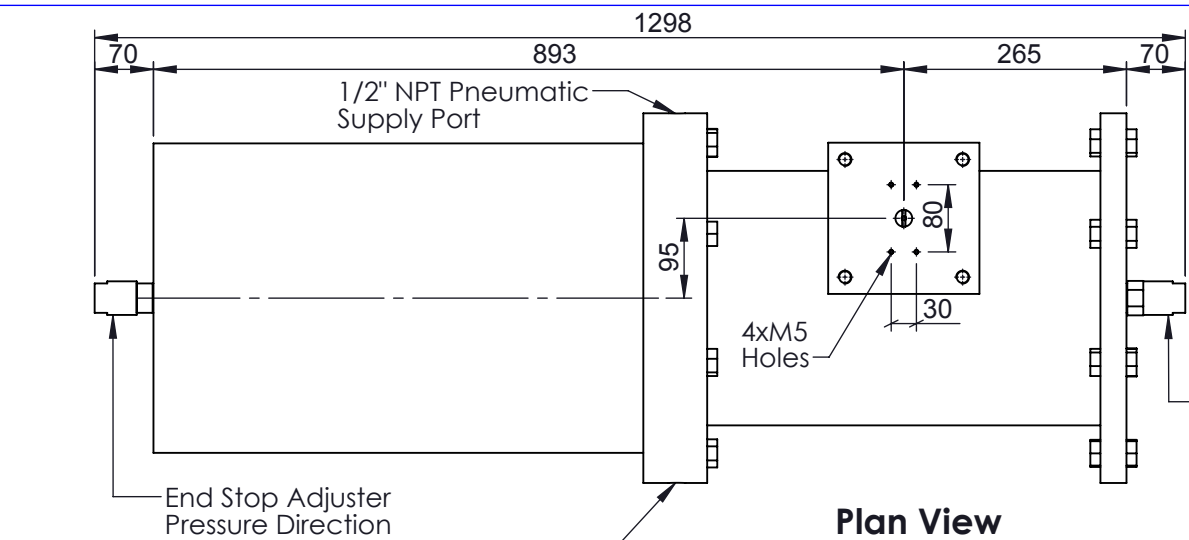 1298
70
893
265
70
1/2" NPT Pneumatic
Supply Port
80
95
30
4xM5
Holes
End Stop Adjuster
Pressure Direction
Plan View